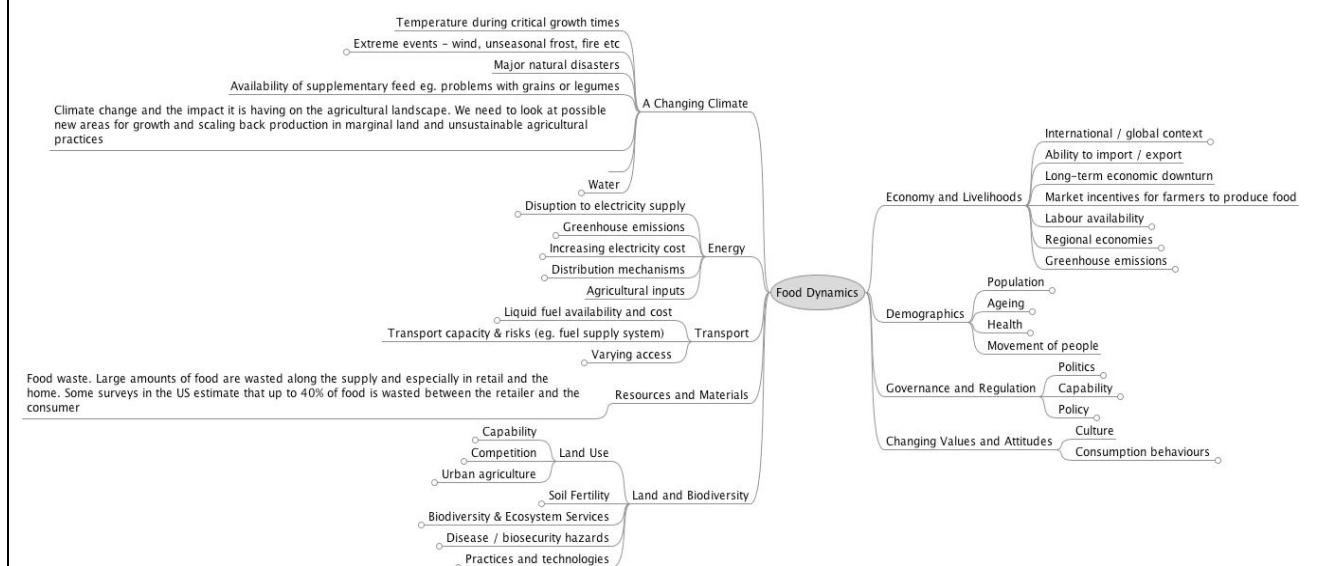 Temperature during critical growth times
Extreme events - wind, unseasonal frost, fire etc
Major natural disasters
Availability of supplementary feed eg. problems with grains or legumes
Climate change and the impact it is having on the agricultural landscape. We need to look at possible
new areas for growth and scaling back production in marginal land and unsustainable agricultural
practices
Water
A Changing Climate
Disuption to electricity supply
Greenhouse emissions
Increasing electricity cost
Distribution mechanisms
Agricultural inputs
Energy
Liquid fuel availability and cost
Transport capacity & risks (eg. fuel supply system)
Varying access
Transport
Food waste. Large amounts of food are wasted along the supply and especially in retail and the
home. Some surveys in the US estimate that up to 40% of food is wasted between the retailer and the
consumer
Resources and Materials
Capability
Competition
Urban agriculture
Land Use
Soil Fertility
Biodiversity & Ecosystem Services
Disease / biosecurity hazards
Practices and technologies
Land and Biodiversity
Food Dynamics
Economy and Livelihoods
International / global context
Ability to import / export
Long-term economic downturn
Market incentives for farmers to produce food
Labour availability
Regional economies
Greenhouse emissions
Demographics
Population
Ageing
Health
Movement of people
Governance and Regulation
Politics
Capability
Policy
Changing Values and Attitudes
Culture
Consumption behaviours